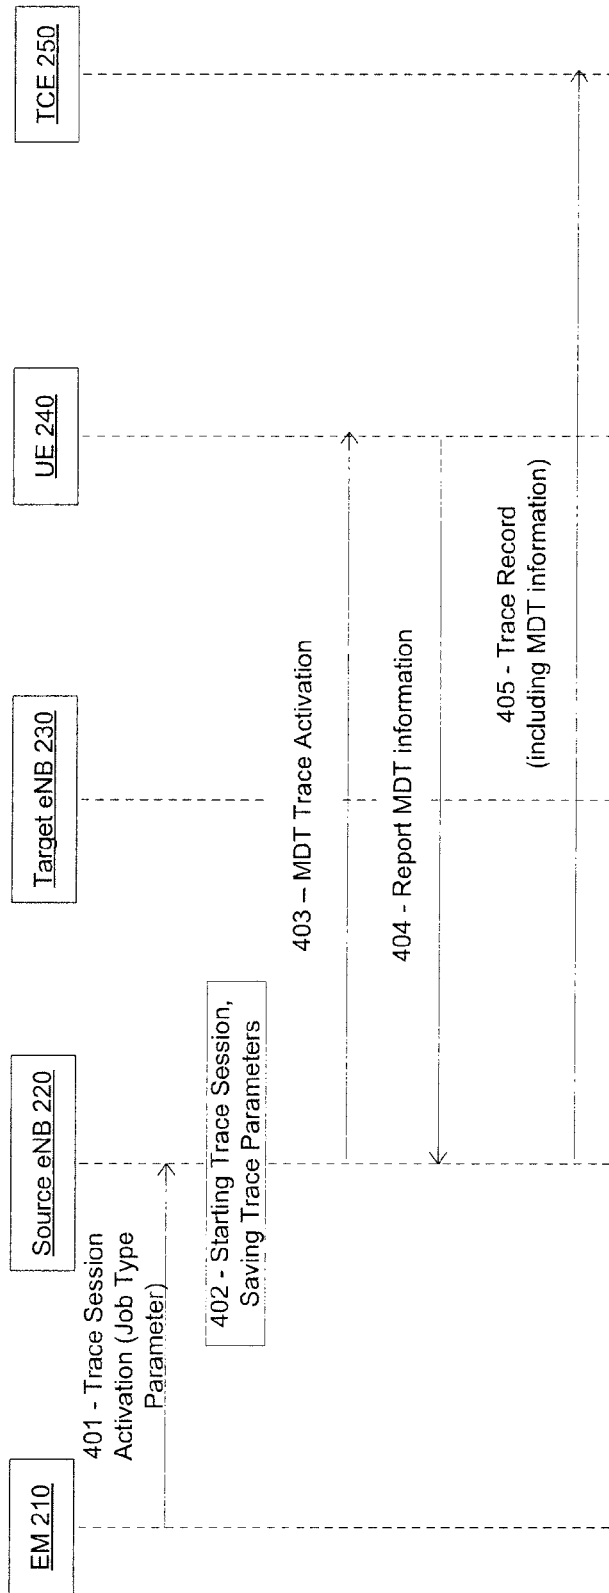 EM 210
Source eNB 220
Target eNB 230
UE 240
TCE 250
401 - Trace Session
Activation (Job Type
Parameter)
402 - Starting Trace Session,
Saving Trace Parameters
403 – MDT Trace Activation
404 - Report MDT information
405 - Trace Record
(including MDT information)